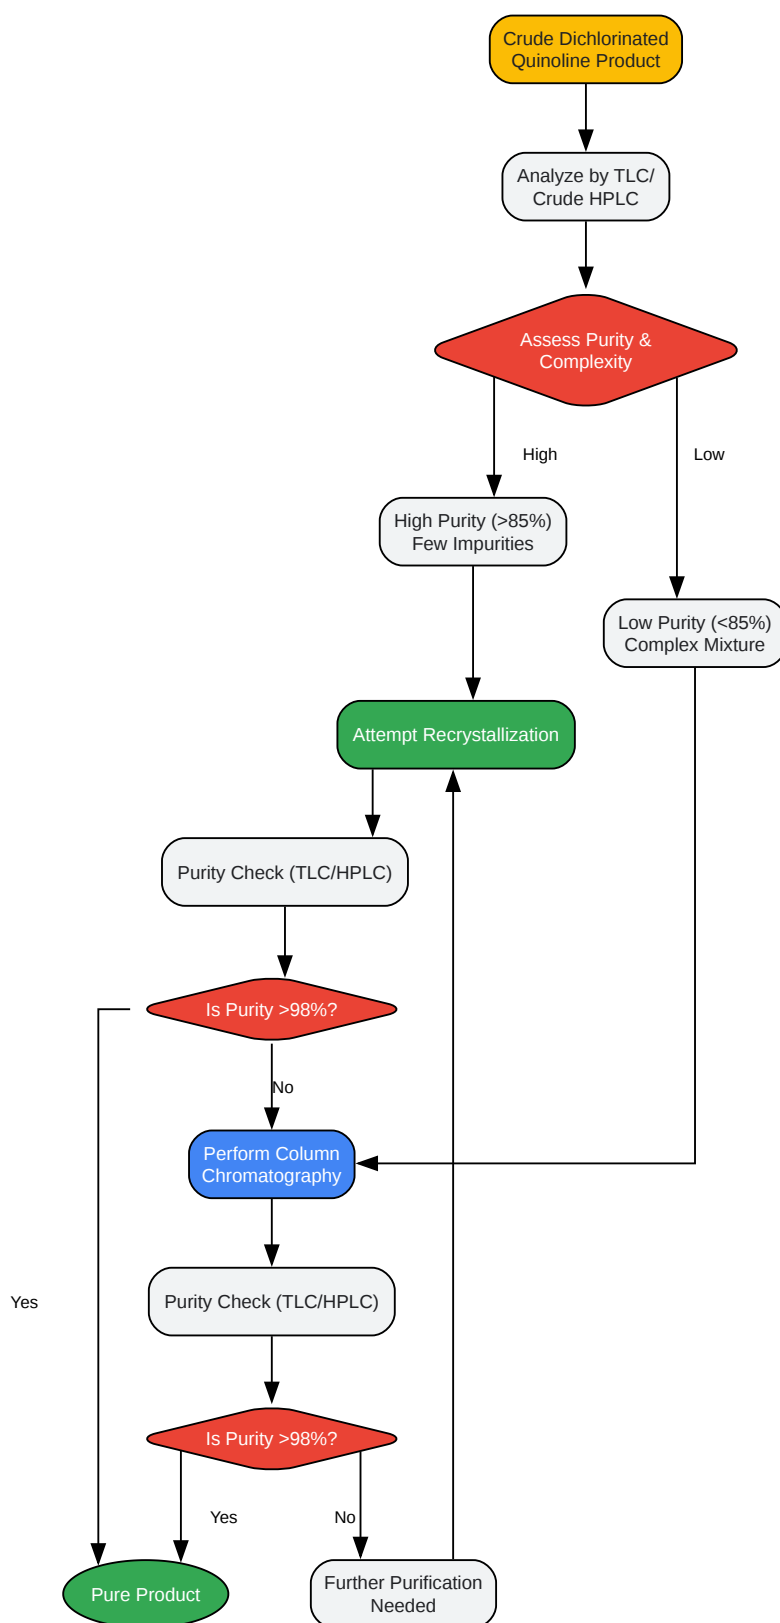 Crude Dichlorinated
Quinoline Product
Analyze by TLC/
Crude HPLC
Assess Purity &
Complexity
High
Low
High Purity (>85%)
Few Impurities
Low Purity (<85%)
Complex Mixture
Attempt Recrystallization
Purity Check (TLC/HPLC)
Is Purity >98%?
No
Perform Column
Chromatography
Purity Check (TLC/HPLC)
Yes
Is Purity >98%?
Yes
No
Pure Product
Further Purification
Needed